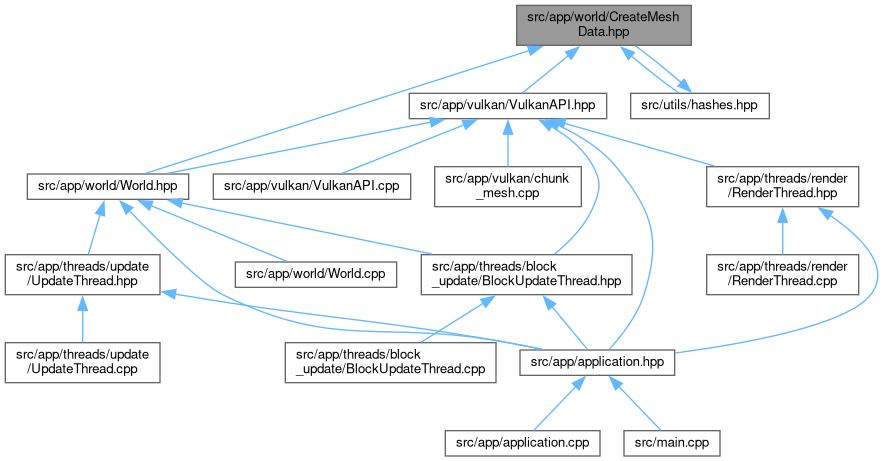 src/app/world/CreateMesh
Data.hpp
src/app/vulkan/VulkanAPI.hpp
src/utils/hashes.hpp
src/app/world/World.hpp
src/app/vulkan/VulkanAPI.cpp
src/app/vulkan/chunk
_mesh.cpp
src/app/threads/render
/RenderThread.hpp
src/app/threads/update
/UpdateThread.hpp
src/app/world/World.cpp
src/app/threads/block
_update/BlockUpdateThread.hpp
src/app/threads/render
/RenderThread.cpp
src/app/threads/update
/UpdateThread.cpp
src/app/threads/block
_update/BlockUpdateThread.cpp
src/app/application.hpp
src/app/application.cpp
src/main.cpp